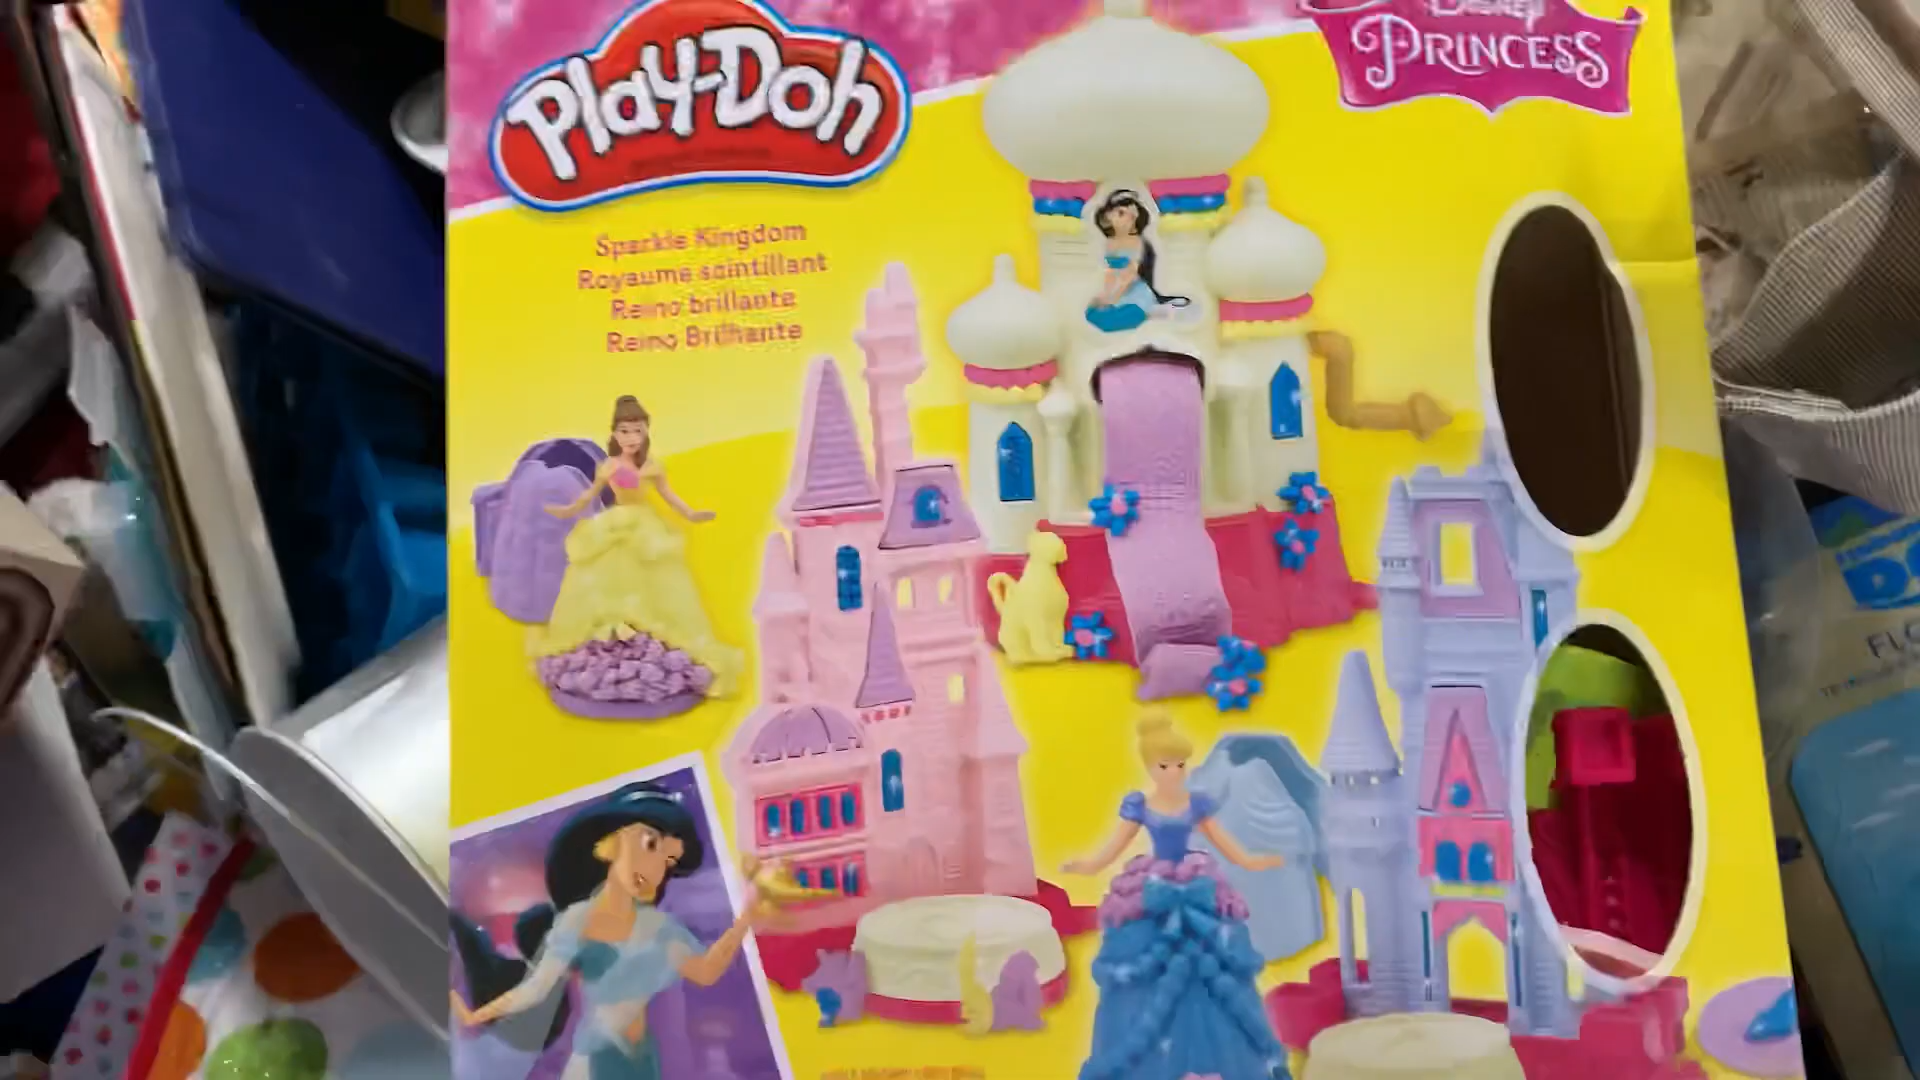 Play-Doh
DISNEY
PRINCESS
Sparkle Kingdom
Royaume scintillant
Reino brillante
Reino Brilhante